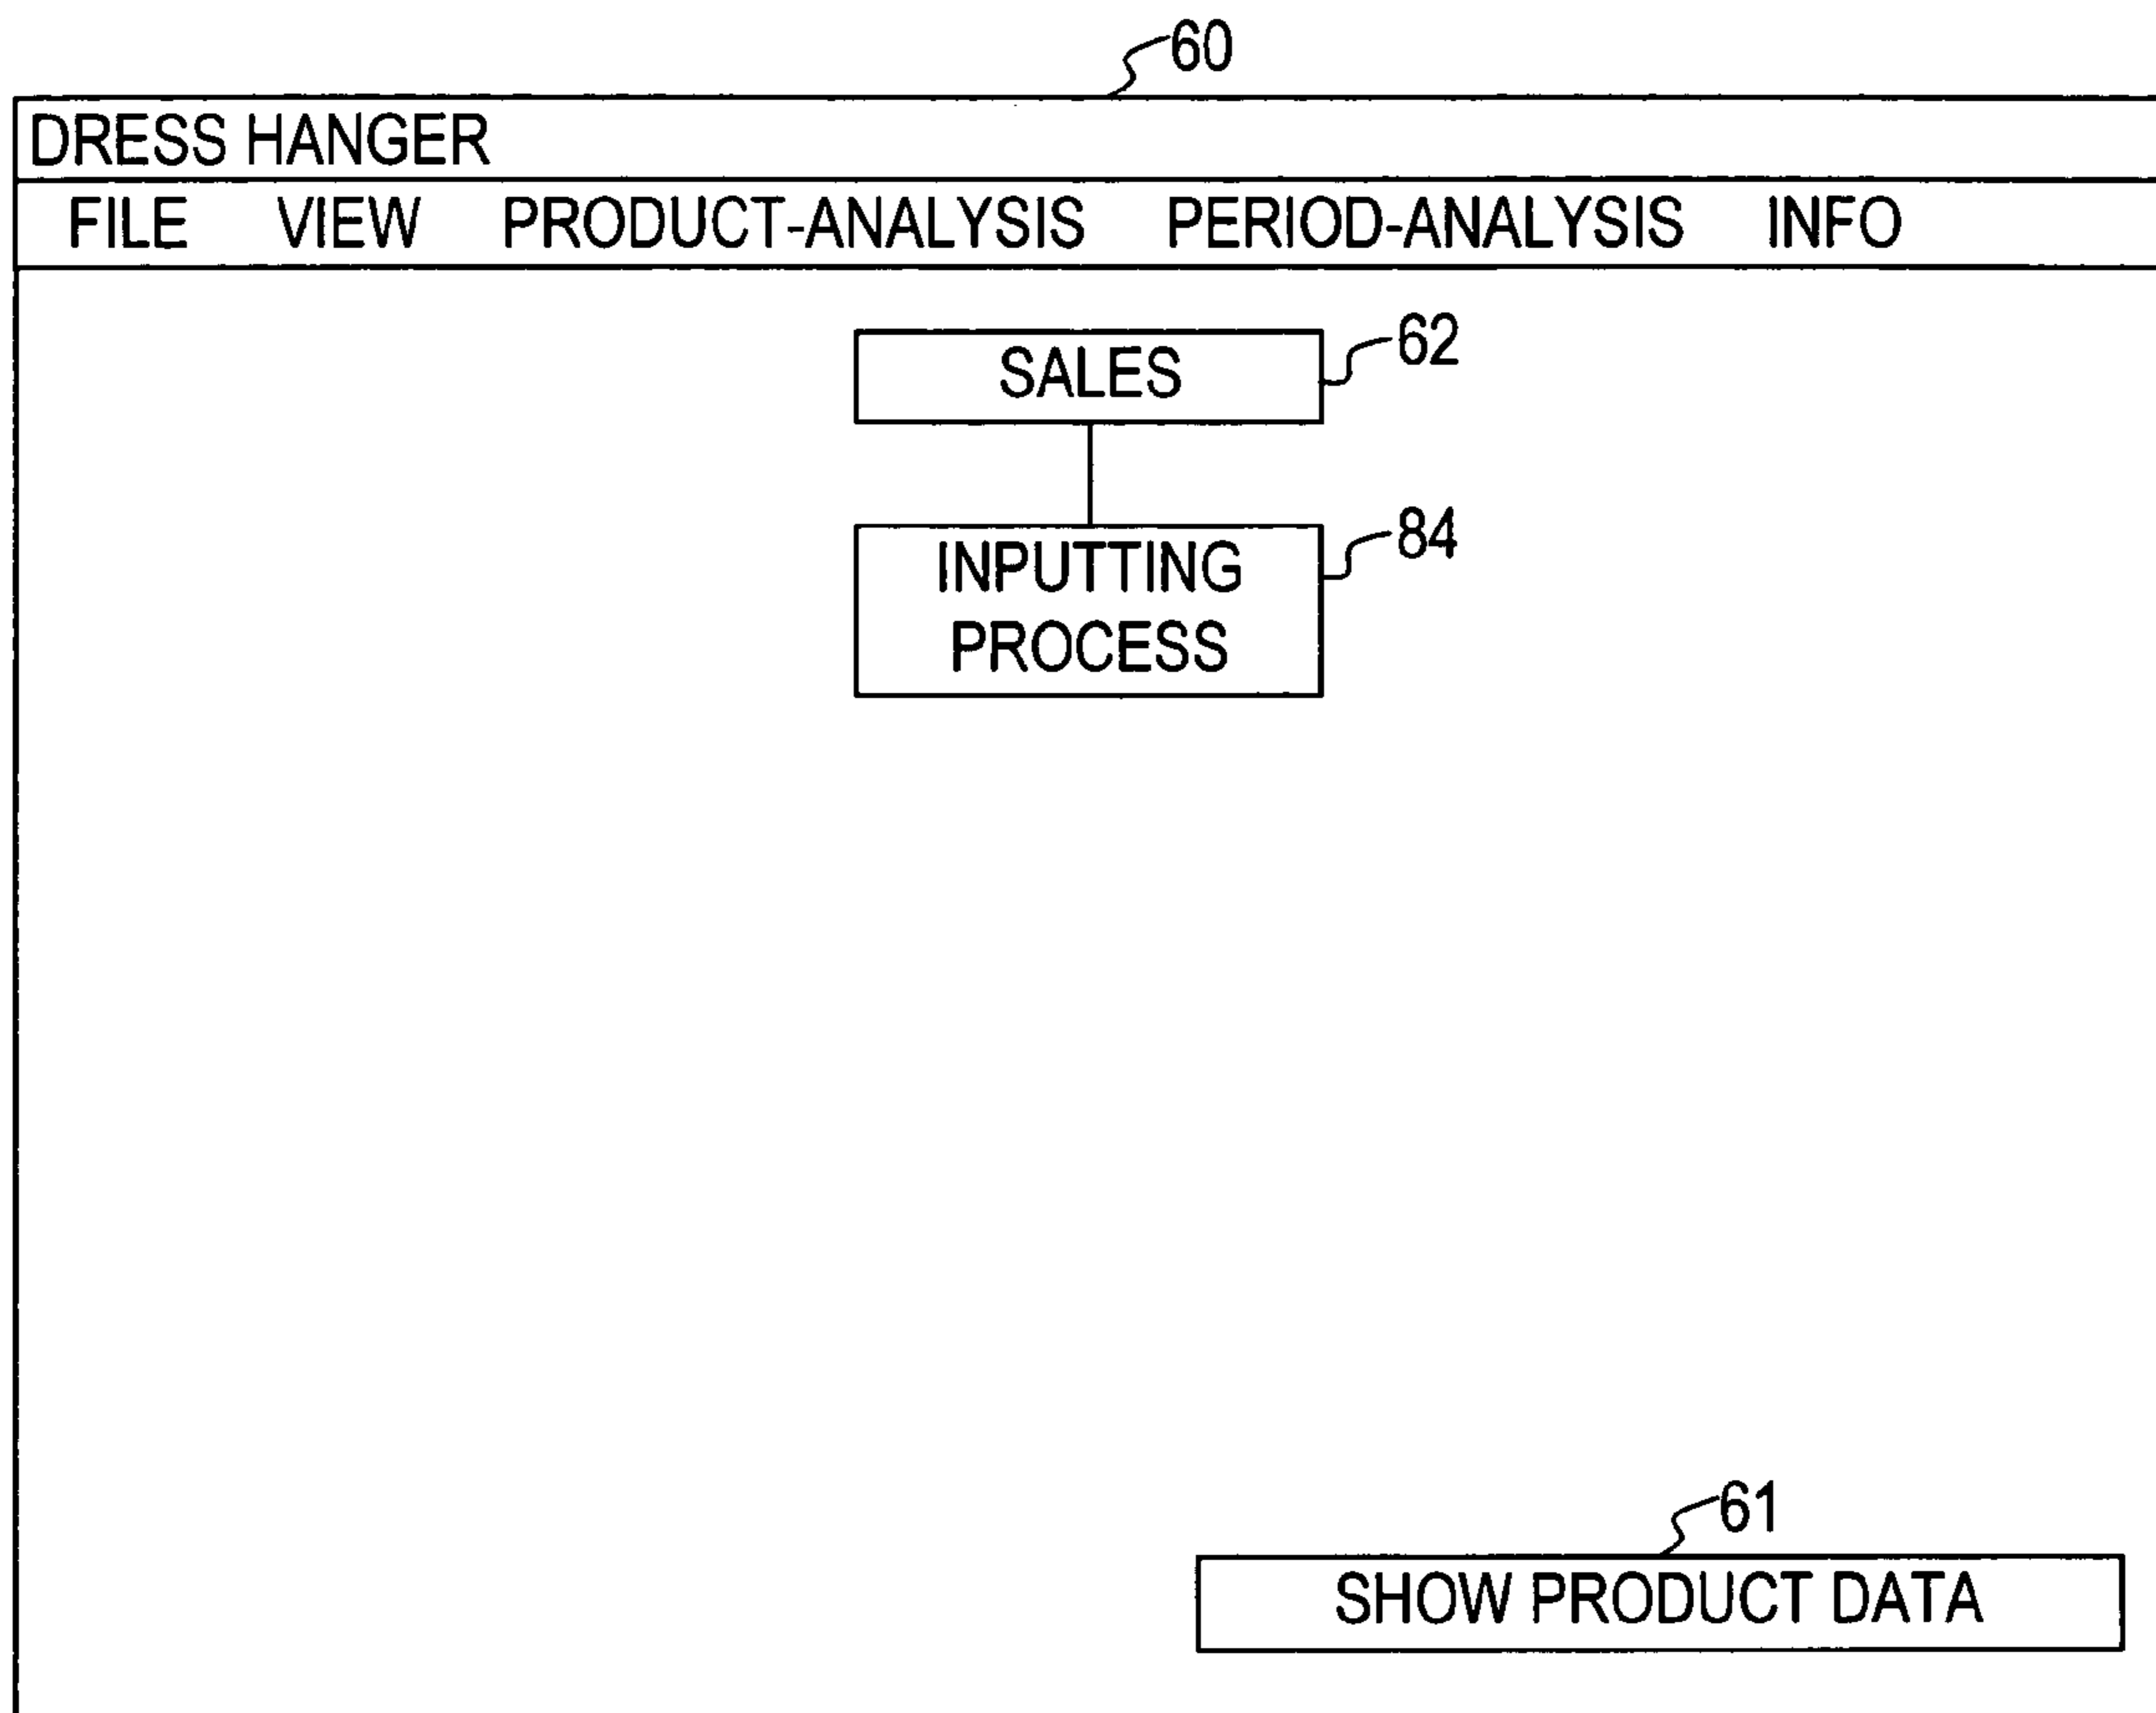 60
DRESS HANGER
FILE VIEW PRODUCT-ANALYSIS PERIOD-ANALYSIS INFO
SALES
62
INPUTTING
PROCESS
84
61
SHOW PRODUCT DATA